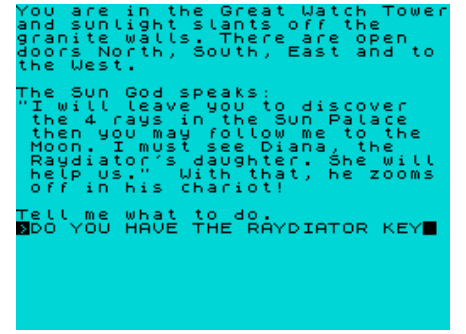 You are in the Great Watch Tower
and sunlight slants off the
granite walls. There are open
doors North, South, East and to
the West.
The Sun God speaks:
"I will leave you to discover
the 4 rays in the Sun Palace
then you may follow me to the
Moon. I must see Diana, the
Raydiator's daughter. She will
help us." With that, he zooms
off in his chariot!
Tell me what to do.
>DO YOU HAVE THE RAYDIATOR KEY